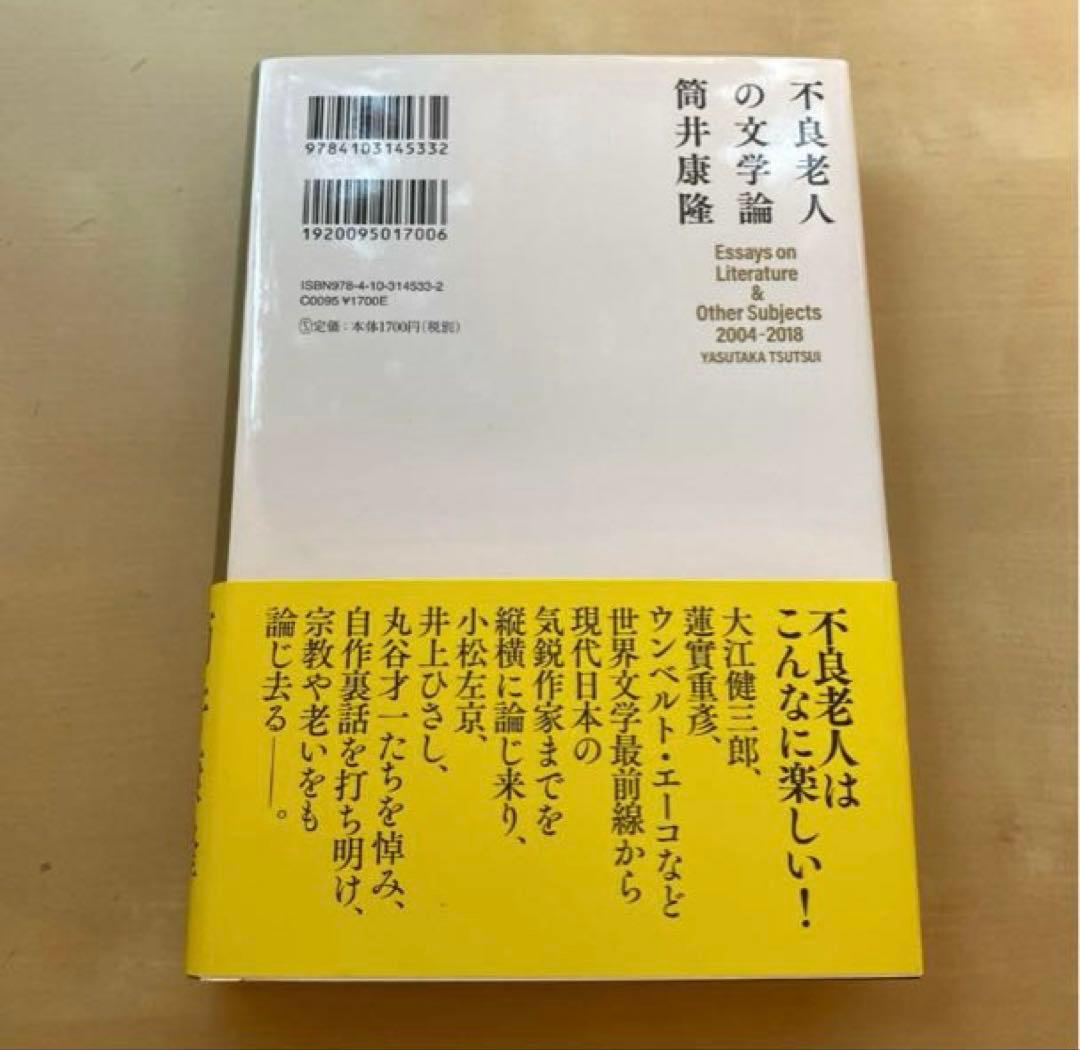 不良老人
の文学論
筒井康隆
Essays on
Literature
&
Other Subjects
2004-2018
YASUTAKA TSUTSUI
9784103145332
1920095017006
ISBN978-4-10-314533-2
C0095 ¥1700E
Ⓢ定価：本体1700円(税別)
不良老人は
こんなに楽しい！
大江健三郎、
蓮實重彥、
ウンベルト・エーコなど
世界文学最前線から
現代日本の
気鋭作家までを
縦横に論じ来り、
小松左京、
井上ひさし、
丸谷才一たちを悼み、
自作裏話を打ち明け、
宗教や老いをも
論じ去る――。